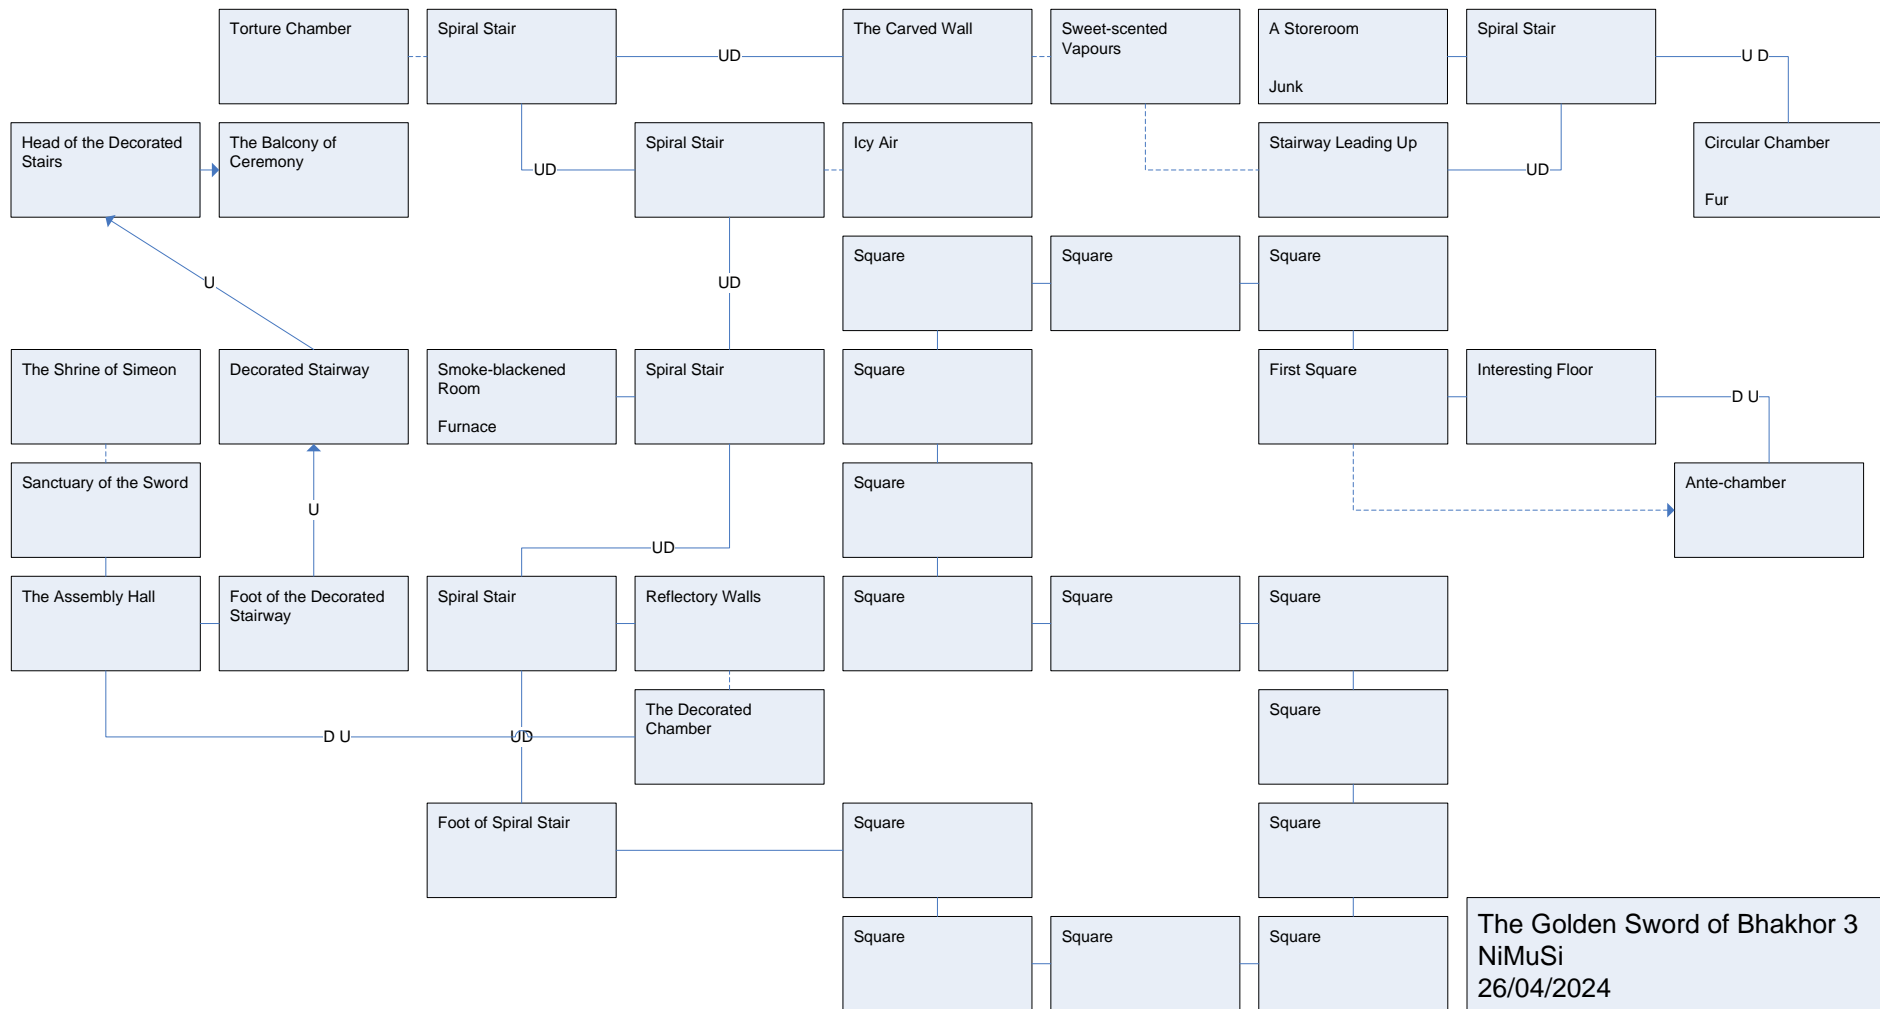 Torture Chamber
Spiral Stair
UD
The Carved Wall
Sweet-scented
Vapours
A Storeroom
Junk
Spiral Stair
U D
Head of the Decorated
Stairs
The Balcony of
Ceremony
UD
Spiral Stair
Icy Air
Stairway Leading Up
UD
Circular Chamber
Fur
U
UD
Square
Square
Square
The Shrine of Simeon
Decorated Stairway
Smoke-blackened
Room
Furnace
Spiral Stair
Square
First Square
Interesting Floor
D U
Sanctuary of the Sword
U
UD
Square
Ante-chamber
The Assembly Hall
Foot of the Decorated
Stairway
Spiral Stair
Reflectory Walls
Square
Square
Square
D U
UD
The Decorated
Chamber
Square
Foot of Spiral Stair
Square
Square
Square
Square
Square
The Golden Sword of Bhakhor 3
NiMuSi
26/04/2024